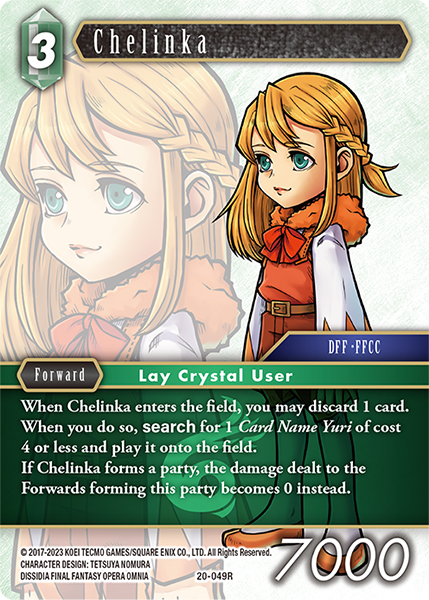 3
Chelinka
DFF・FFCC
Forward
Lay Crystal User
When Chelinka enters the field, you may discard 1 card.
When you do so, search for 1 Card Name Yuri of cost
4 or less and play it onto the field.
If Chelinka forms a party, the damage dealt to the
Forwards forming this party becomes 0 instead.
© 2017-2023 KOEI TECMO GAMES/SQUARE ENIX CO., LTD. All Rights Reserved.
CHARACTER DESIGN: TETSUYA NOMURA
DISSIDIA FINAL FANTASY OPERA OMNIA
20-049R
7000